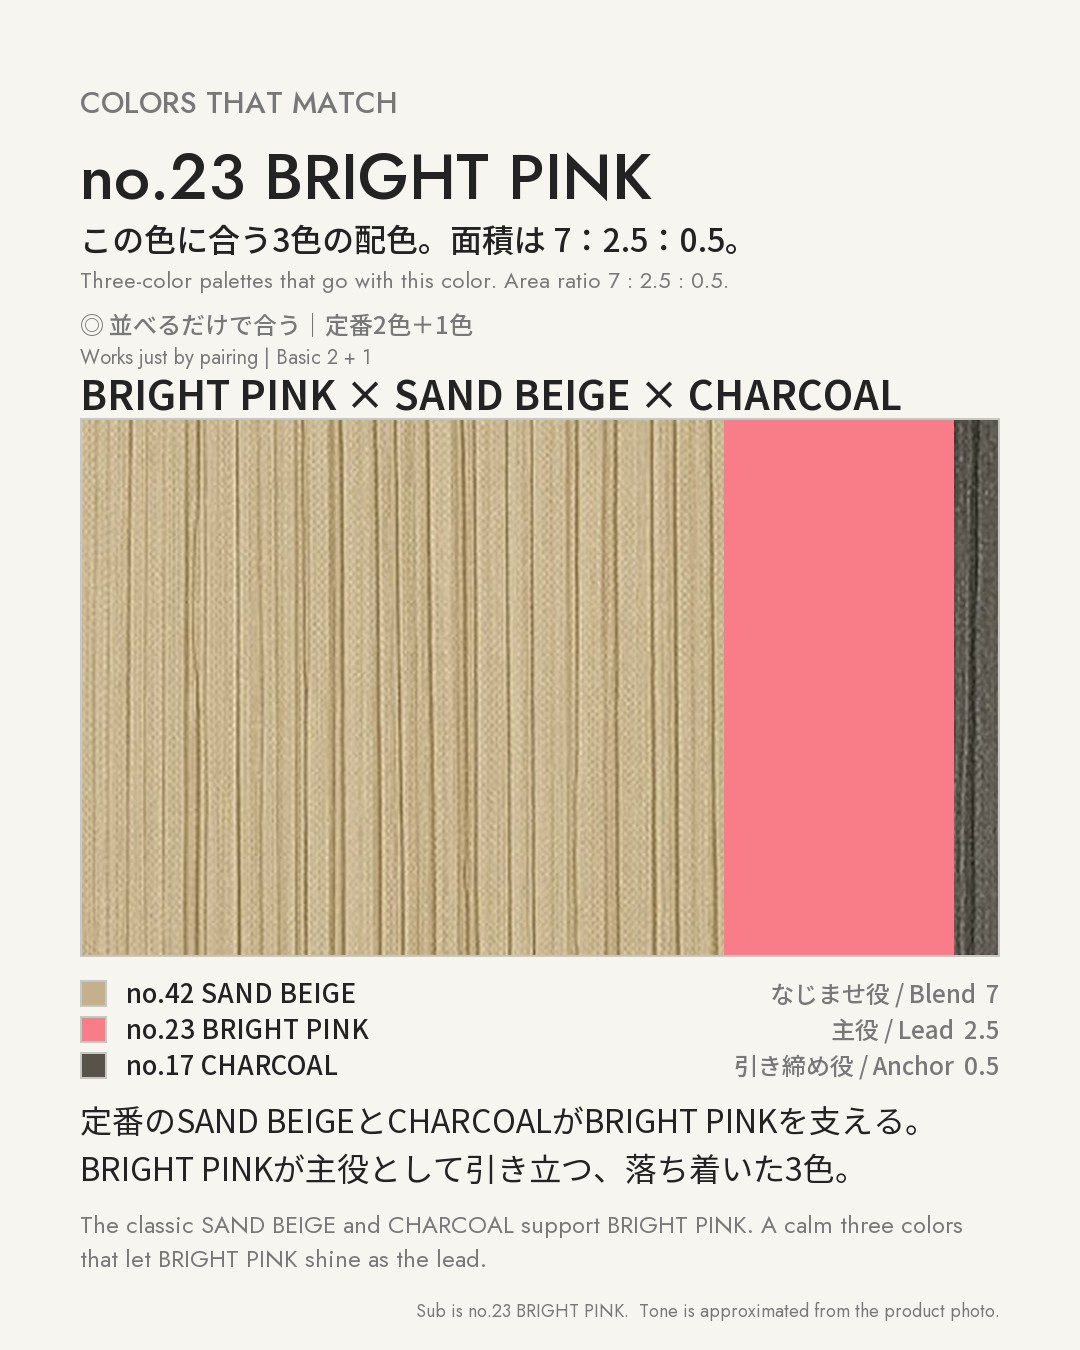 COLORS THAT MATCH
no.23 BRIGHT PINK
この色に合う3色の配色。面積は 7：2.5：0.5。
Three-color palettes that go with this color. Area ratio 7 : 2.5 : 0.5.
◎ 並べるだけで合う｜定番2色＋1色
Works just by pairing | Basic 2 + 1
BRIGHT PINK × SAND BEIGE × CHARCOAL
no.42 SAND BEIGE なじませ役 / Blend 7
no.23 BRIGHT PINK 主役 / Lead 2.5
no.17 CHARCOAL 引き締め役 / Anchor 0.5
定番のSAND BEIGEとCHARCOALがBRIGHT PINKを支える。
BRIGHT PINKが主役として引き立つ、落ち着いた3色。
The classic SAND BEIGE and CHARCOAL support BRIGHT PINK. A calm three colors
that let BRIGHT PINK shine as the lead.
Sub is no.23 BRIGHT PINK. Tone is approximated from the product photo.